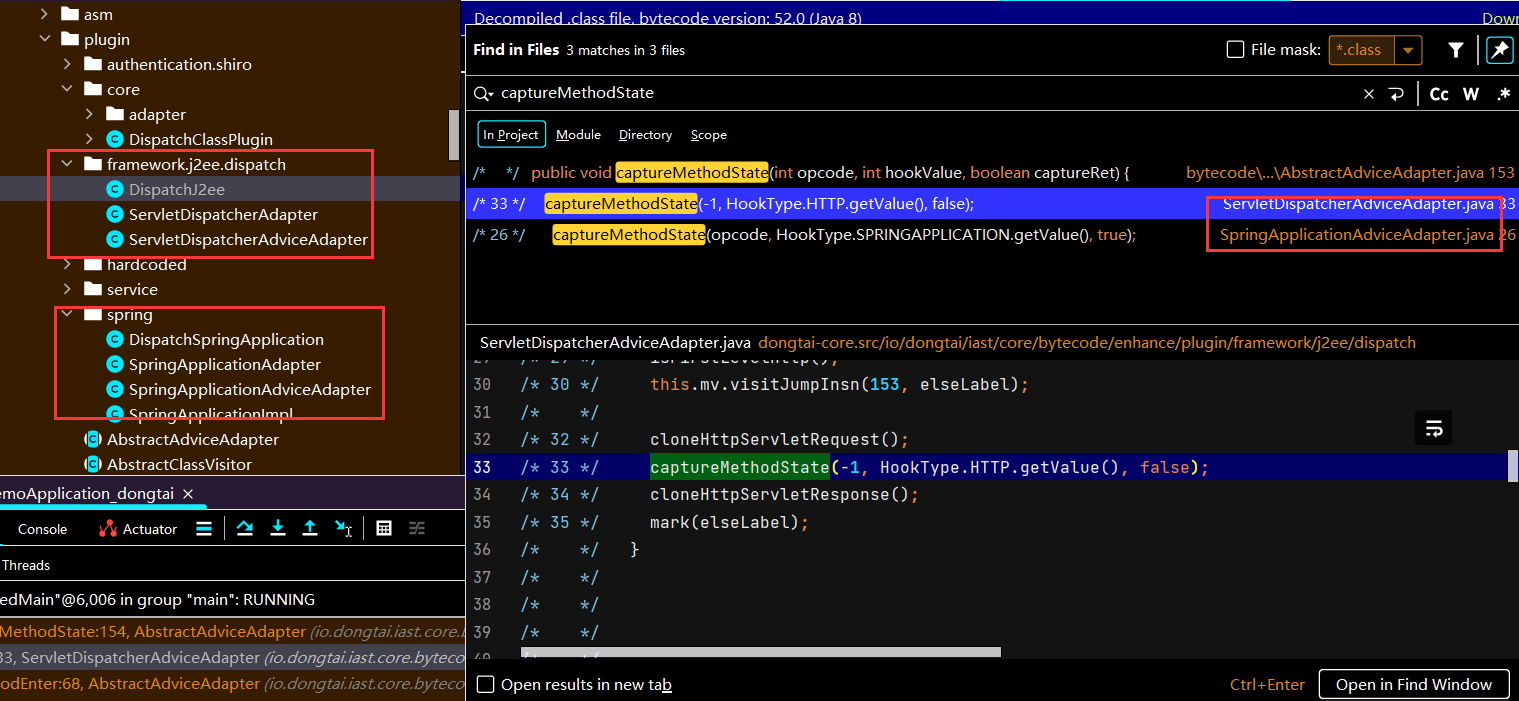 asm
plugin
authentication.shiro
core
adapter
DispatchClassPlugin
framework.j2ee.dispatch
DispatchJ2ee
ServletDispatcherAdapter
ServletDispatcherAdviceAdapter
hardcoded
service
spring
DispatchSpringApplication
SpringApplicationAdapter
SpringApplicationAdviceAdapter
SpringApplicationImpl
AbstractAdviceAdapter
AbstractClassVisitor
emoApplication_dongtai
Console Actuator
Threads
edMain"@6,006 in group "main": RUNNING
MethodState:154, AbstractAdviceAdapter (io.dongtai.iast.core.b
33, ServletDispatcherAdviceAdapter (io.dongtai.iast.core.byteco
odEnter:68, AbstractAdviceAdapter (io.dongtai.iast.core.byteco
Decompiled .class file, bytecode version: 52.0 (Java 8) Down
Find in Files 3 matches in 3 files File mask: *.class
captureMethodState Cc W .*
In Project Module Directory Scope
/* */ public void captureMethodState(int opcode, int hookValue, boolean captureRet) { bytecode\...\AbstractAdviceAdapter.java 153
/* 33 */ captureMethodState(-1, HookType.HTTP.getValue(), false); ServletDispatcherAdviceAdapter.java 33
/* 26 */ captureMethodState(opcode, HookType.SPRINGAPPLICATION.getValue(), true); SpringApplicationAdviceAdapter.java 26
ServletDispatcherAdviceAdapter.java dongtai-core.src/io/dongtai/iast/core/bytecode/enhance/plugin/framework/j2ee/dispatch
29 /* 29 */ isFirstLevelHttp();
30 /* 30 */ this.mv.visitJumpInsn(153, elseLabel);
31 /* */
32 /* 32 */ cloneHttpServletRequest();
33 /* 33 */ captureMethodState(-1, HookType.HTTP.getValue(), false);
34 /* 34 */ cloneHttpServletResponse();
35 /* 35 */ mark(elseLabel);
36 /* */ }
37 /* */
38 /* */
39 /* */
40
Open results in new tab Ctrl+Enter Open in Find Window